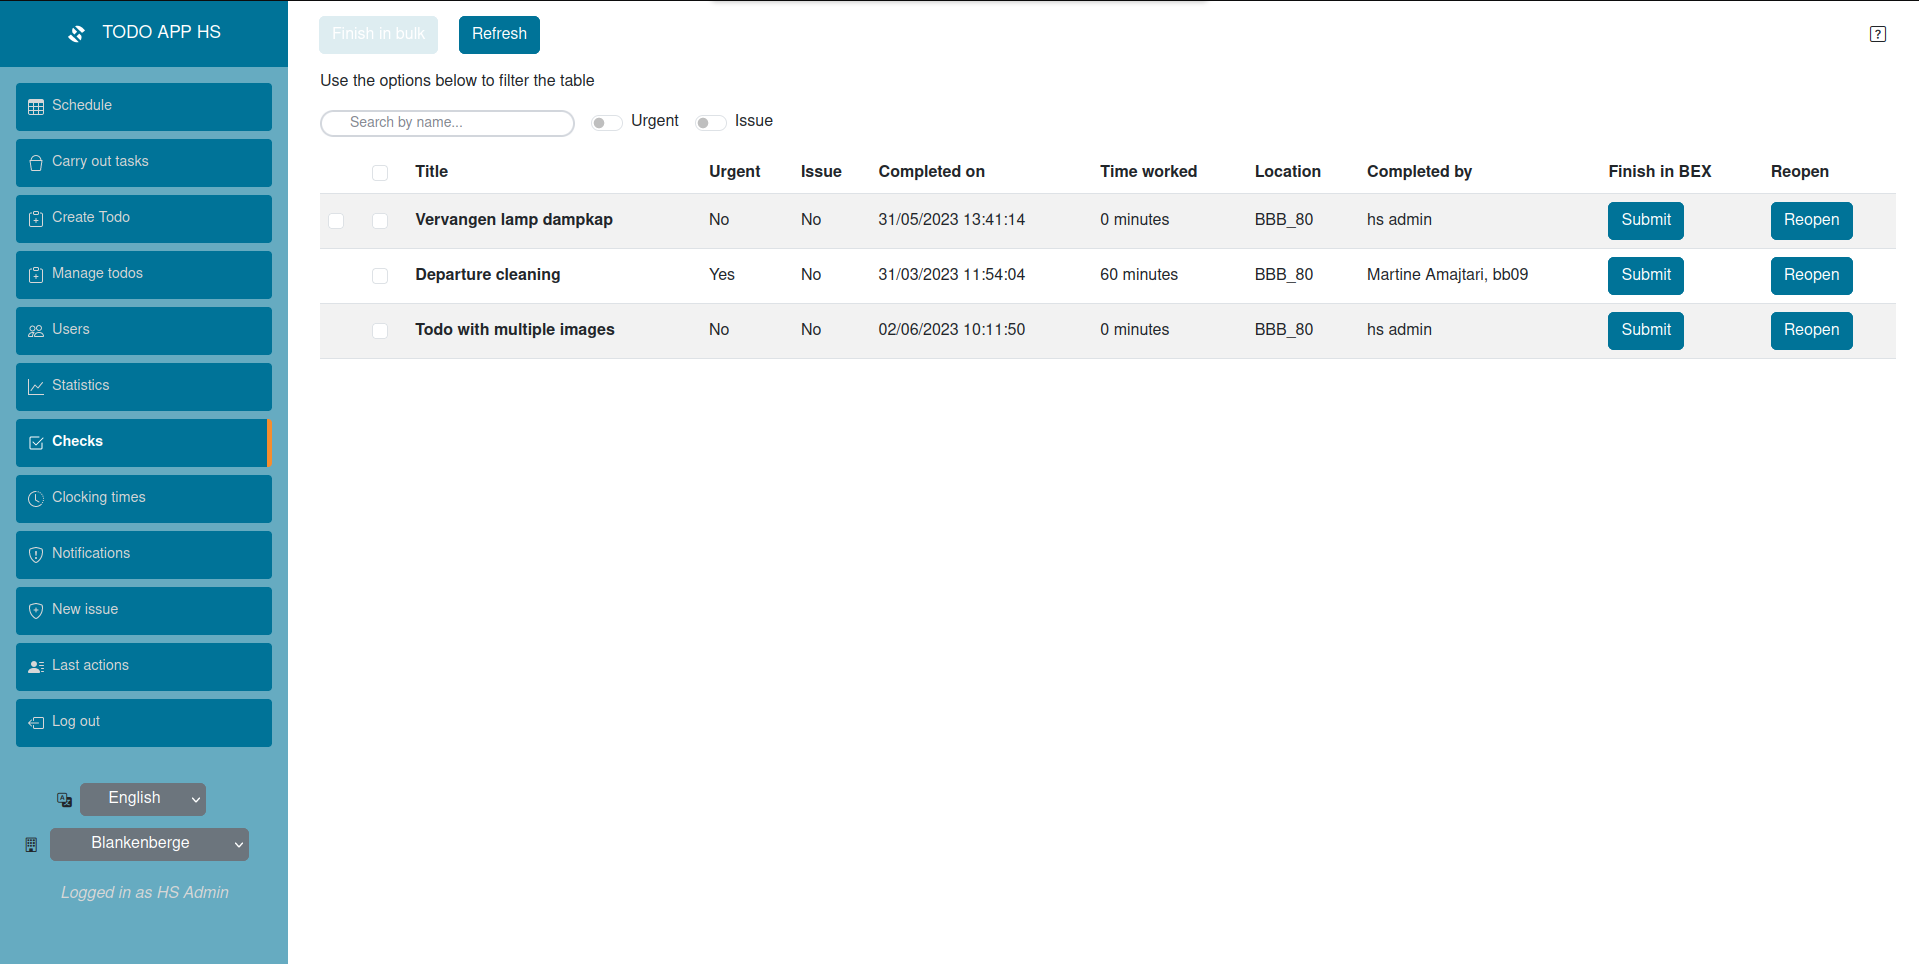 TODO APP HS
Schedule
Carry out tasks
Create Todo
Manage todos
Users
Statistics
Checks
Clocking times
Notifications
New issue
Last actions
Log out
English
Blankenberge
Logged in as HS Admin
Finish in bulk Refresh
?
Use the options below to filter the table
Search by name... Urgent Issue
Title Urgent Issue Completed on Time worked Location Completed by Finish in BEX Reopen
Vervangen lamp dampkap No No 31/05/2023 13:41:14 0 minutes BBB_80 hs admin Submit Reopen
Departure cleaning Yes No 31/03/2023 11:54:04 60 minutes BBB_80 Martine Amajtari, bb09 Submit Reopen
Todo with multiple images No No 02/06/2023 10:11:50 0 minutes BBB_80 hs admin Submit Reopen